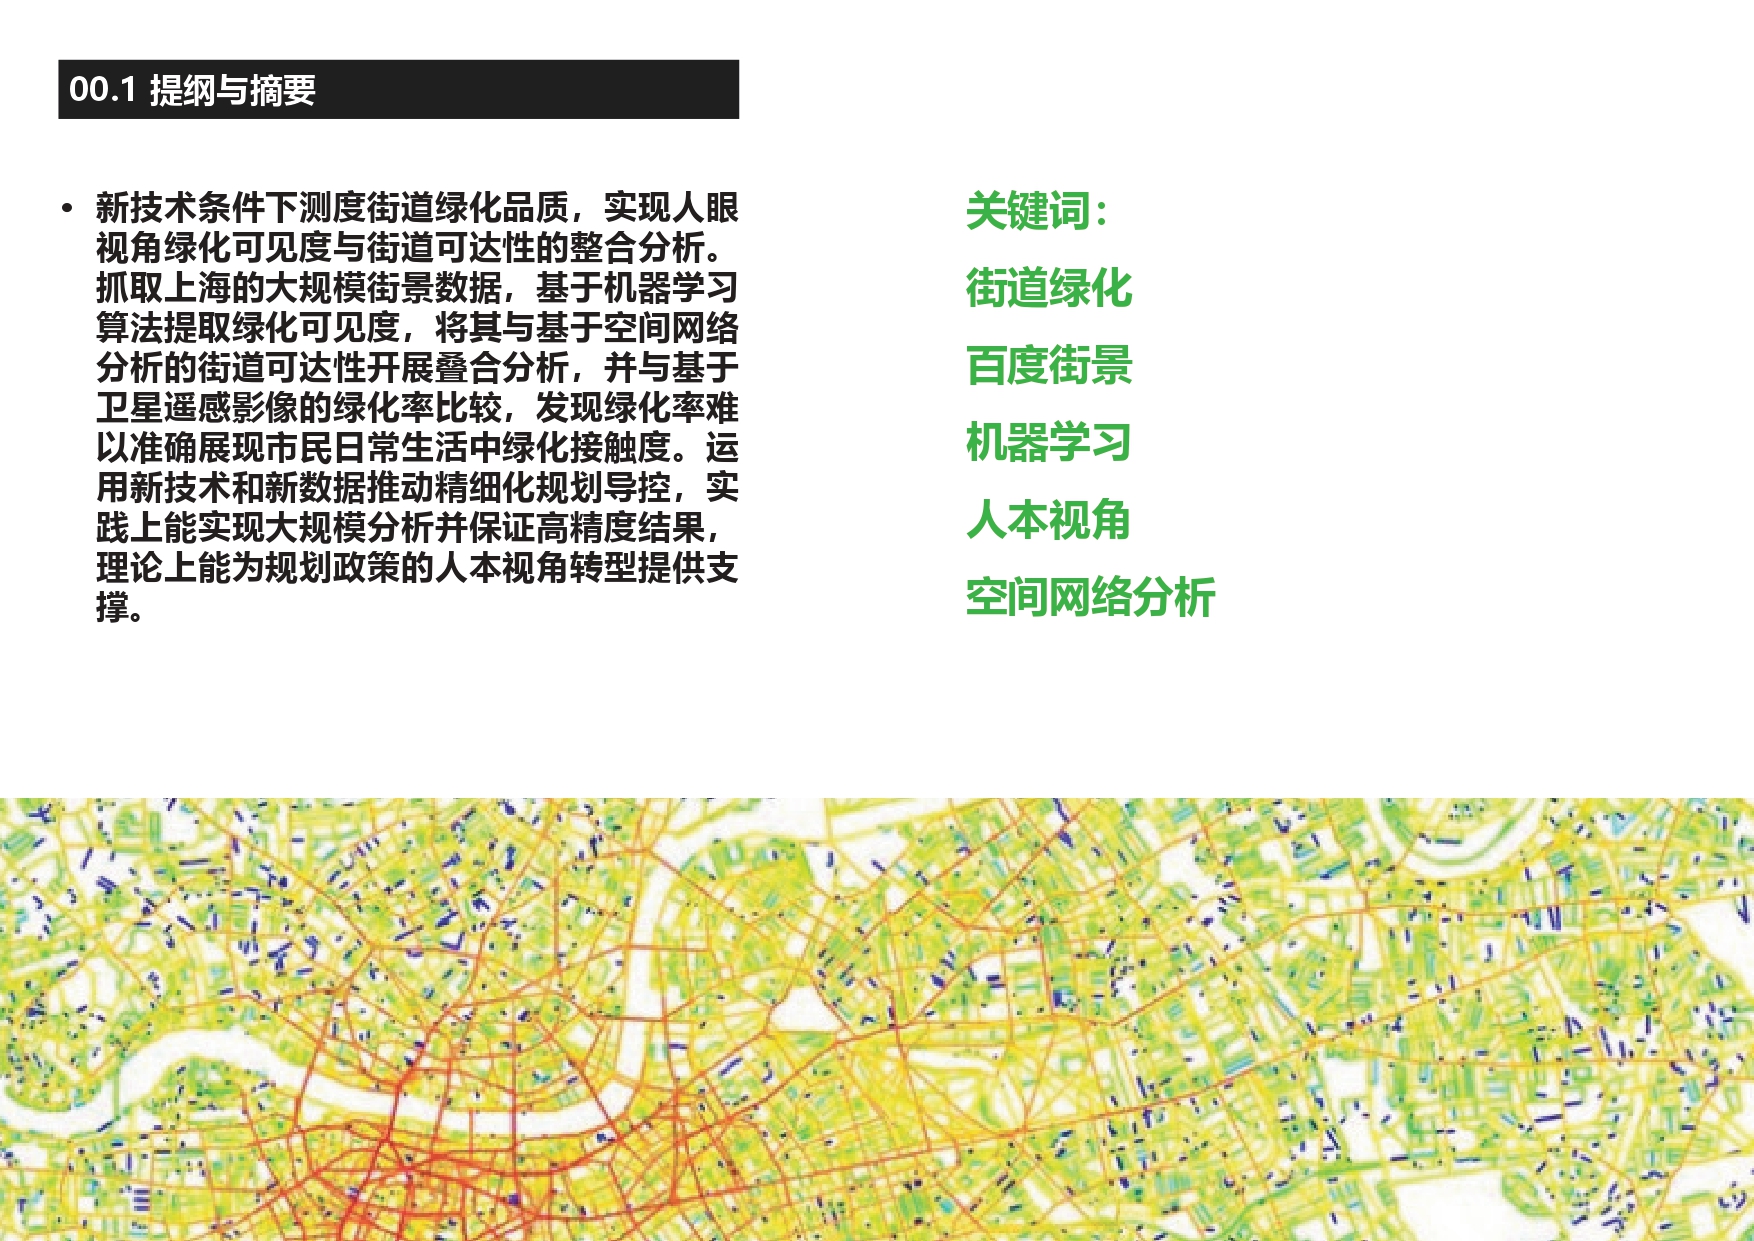 00.1 提纲与摘要
• 新技术条件下测度街道绿化品质，实现人眼
视角绿化可见度与街道可达性的整合分析。
抓取上海的大规模街景数据，基于机器学习
算法提取绿化可见度，将其与基于空间网络
分析的街道可达性开展叠合分析，并与基于
卫星遥感影像的绿化率比较，发现绿化率难
以准确展现市民日常生活中绿化接触度。运
用新技术和新数据推动精细化规划导控，实
践上能实现大规模分析并保证高精度结果，
理论上能为规划政策的人本视角转型提供支
撑。
关键词：
街道绿化
百度街景
机器学习
人本视角
空间网络分析